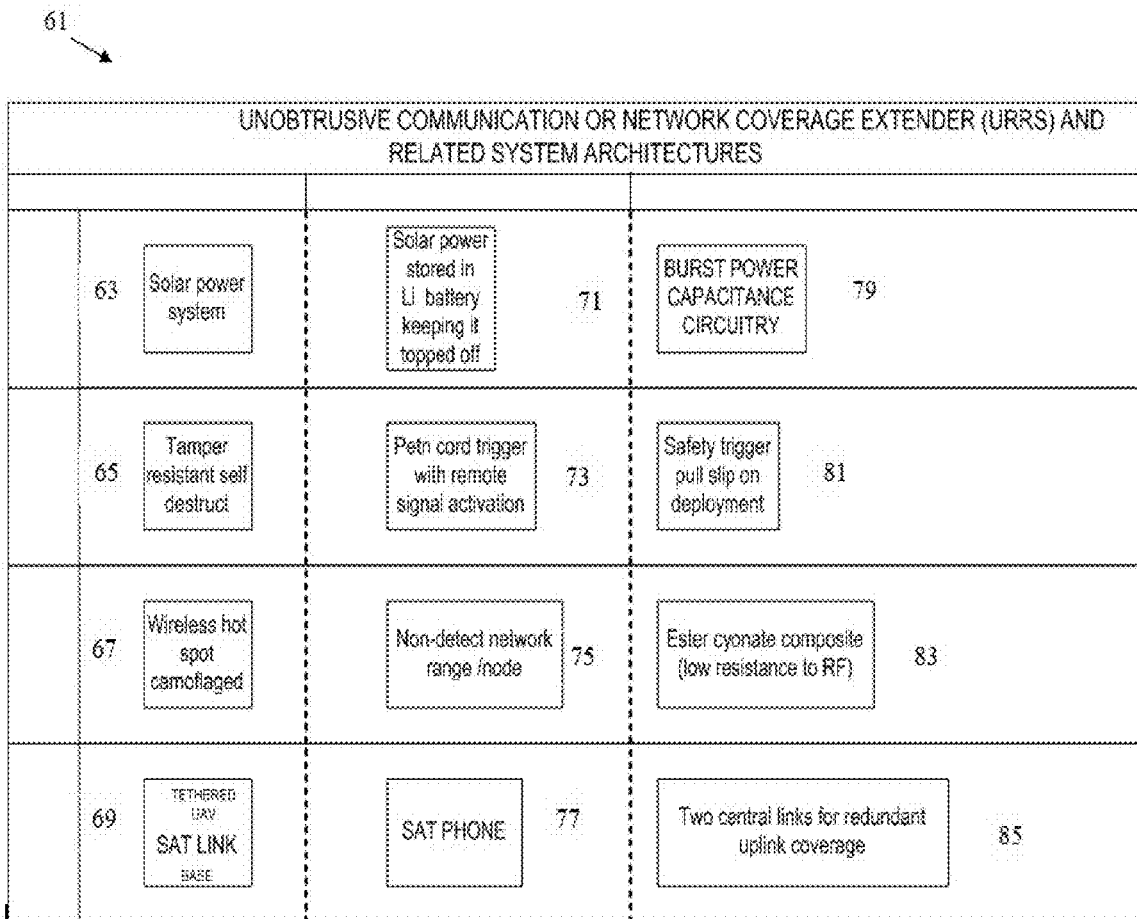 61
UNOBTRUSIVE COMMUNICATION OR NETWORK COVERAGE EXTENDER (URRS) AND
RELATED SYSTEM ARCHITECTURES
63
Solar power
system
Solar power
stored in
Li battery
keeping it
topped off
71
BURST POWER
CAPACITANCE
CIRCUITRY
79
65
Tamper
resistant self
destruct
Petn cord trigger
with remote
signal activation
73
Safety trigger
pull slip on
deployment
81
67
Wireless hot
spot
camoflaged
Non-detect network
range /node
75
Ester cyonate composite
(low resistance to RF)
83
69
TETHERED
UAV
SAT LINK
BASE
SAT PHONE
77
Two central links for redundant
uplink coverage
85